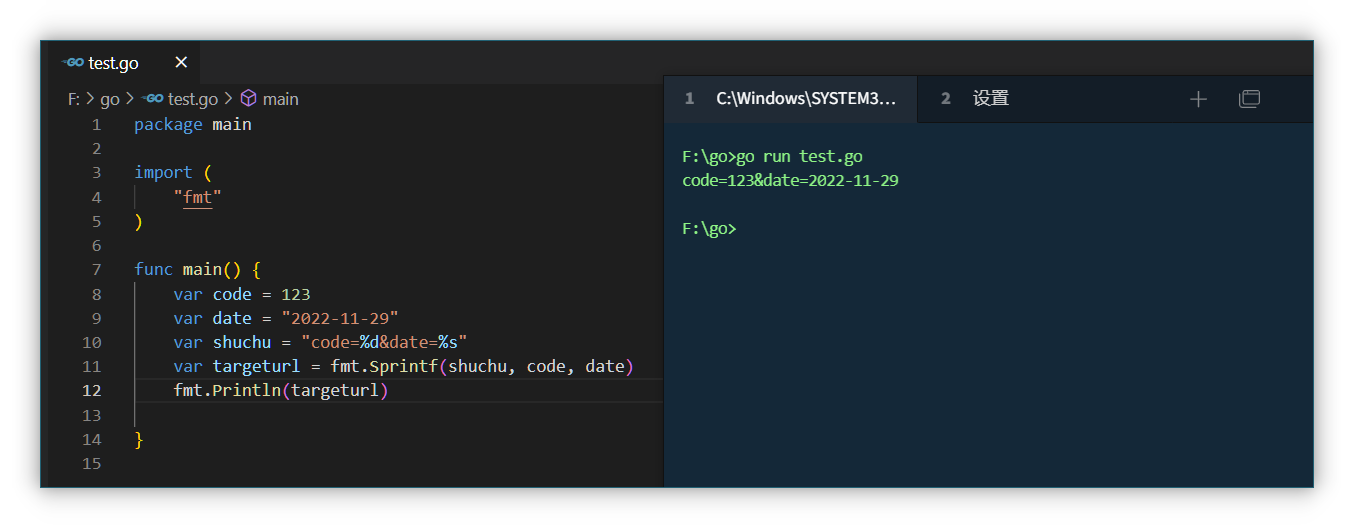 GO test.go ×
F: > go > GO test.go > main
1 package main
2
3 import (
4 "fmt"
5 )
6
7 func main() {
8 var code = 123
9 var date = "2022-11-29"
10 var shuchu = "code=%d&date=%s"
11 var targeturl = fmt.Sprintf(shuchu, code, date)
12 fmt.Println(targeturl)
13
14 }
15
1 C:\Windows\SYSTEM3... 2 设置
F:\go>go run test.go
code=123&date=2022-11-29
F:\go>